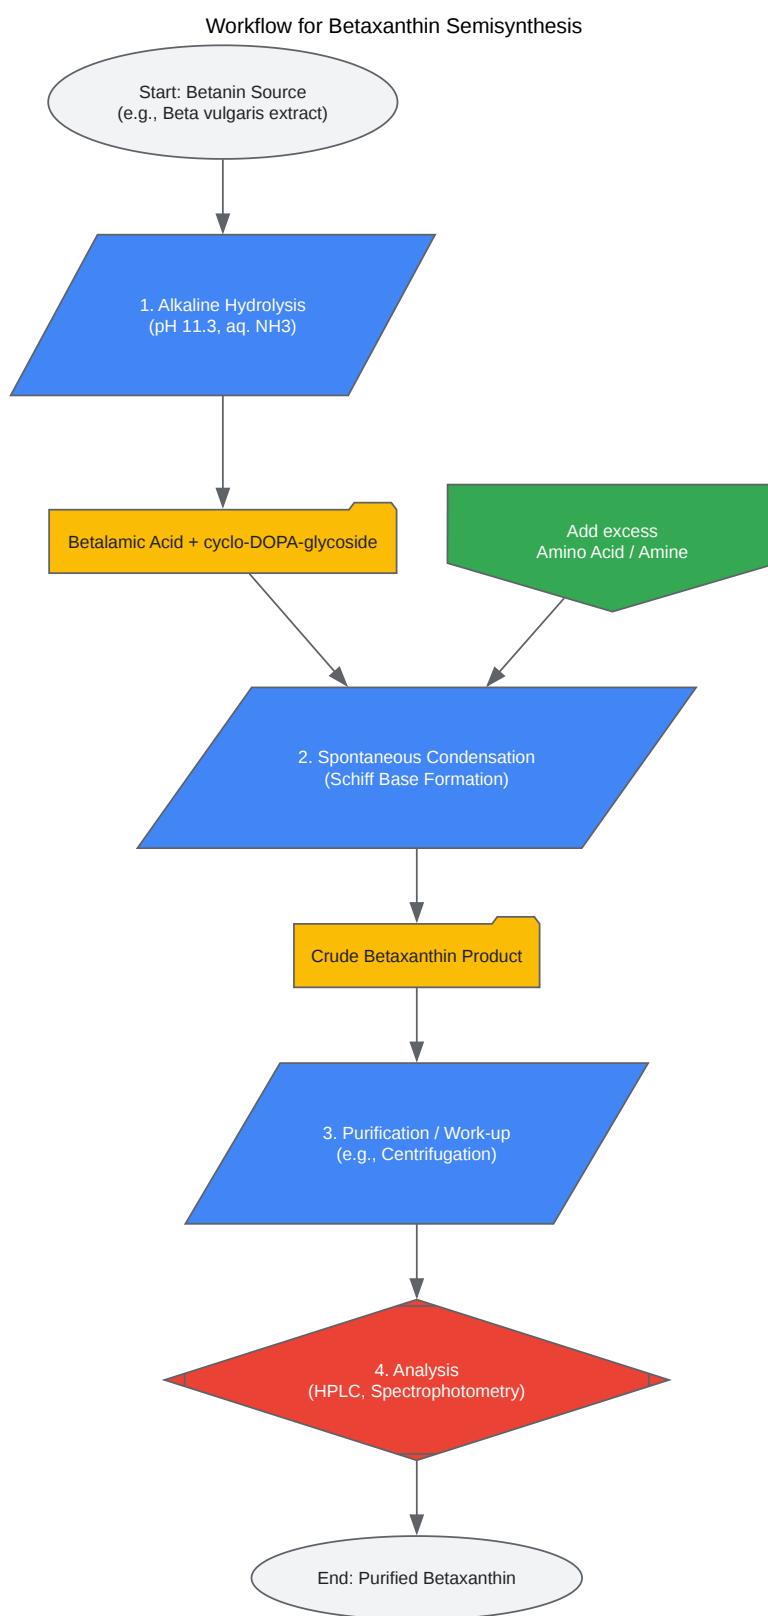 Workflow for Betaxanthin Semisynthesis
Start: Betanin Source
(e.g., Beta vulgaris extract)
1. Alkaline Hydrolysis
(pH 11.3, aq. NH3)
Betalamic Acid + cyclo-DOPA-glycoside
Add excess
Amino Acid / Amine
2. Spontaneous Condensation
(Schiff Base Formation)
Crude Betaxanthin Product
3. Purification / Work-up
(e.g., Centrifugation)
4. Analysis
(HPLC, Spectrophotometry)
End: Purified Betaxanthin